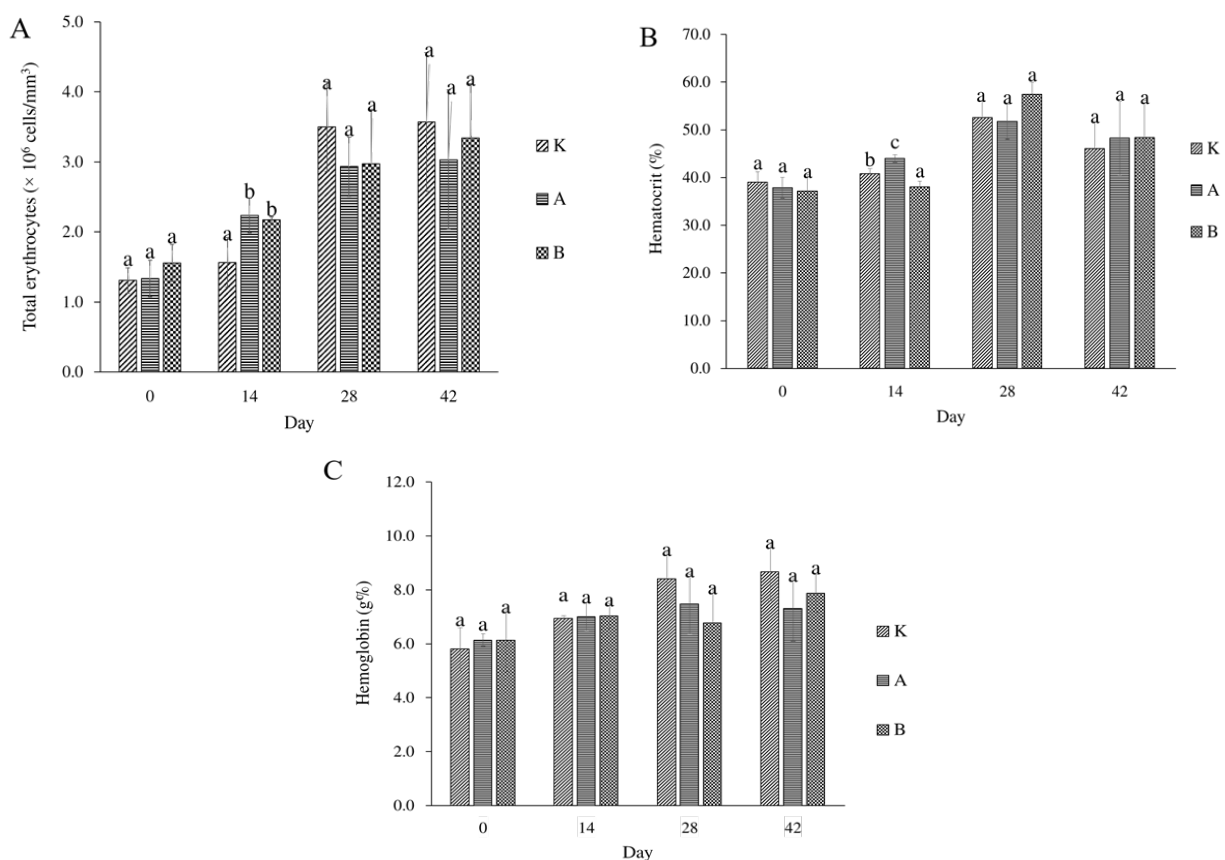 A
Total erythrocytes (× 10⁶ cells/mm³)
5.0
4.0
3.0
2.0
1.0
0.0
a a a
a b b
a a a
a a a
0 14 28 42
Day
K
A
B
B
Hematocrit (%)
70.0
60.0
50.0
40.0
30.0
20.0
10.0
0.0
a a a
b c a
a a a
a a a
0 14 28 42
Day
K
A
B
C
Hemoglobin (g%)
12.0
10.0
8.0
6.0
4.0
2.0
0.0
a a a
a a a
a a a
a a a
0 14 28 42
Day
K
A
B